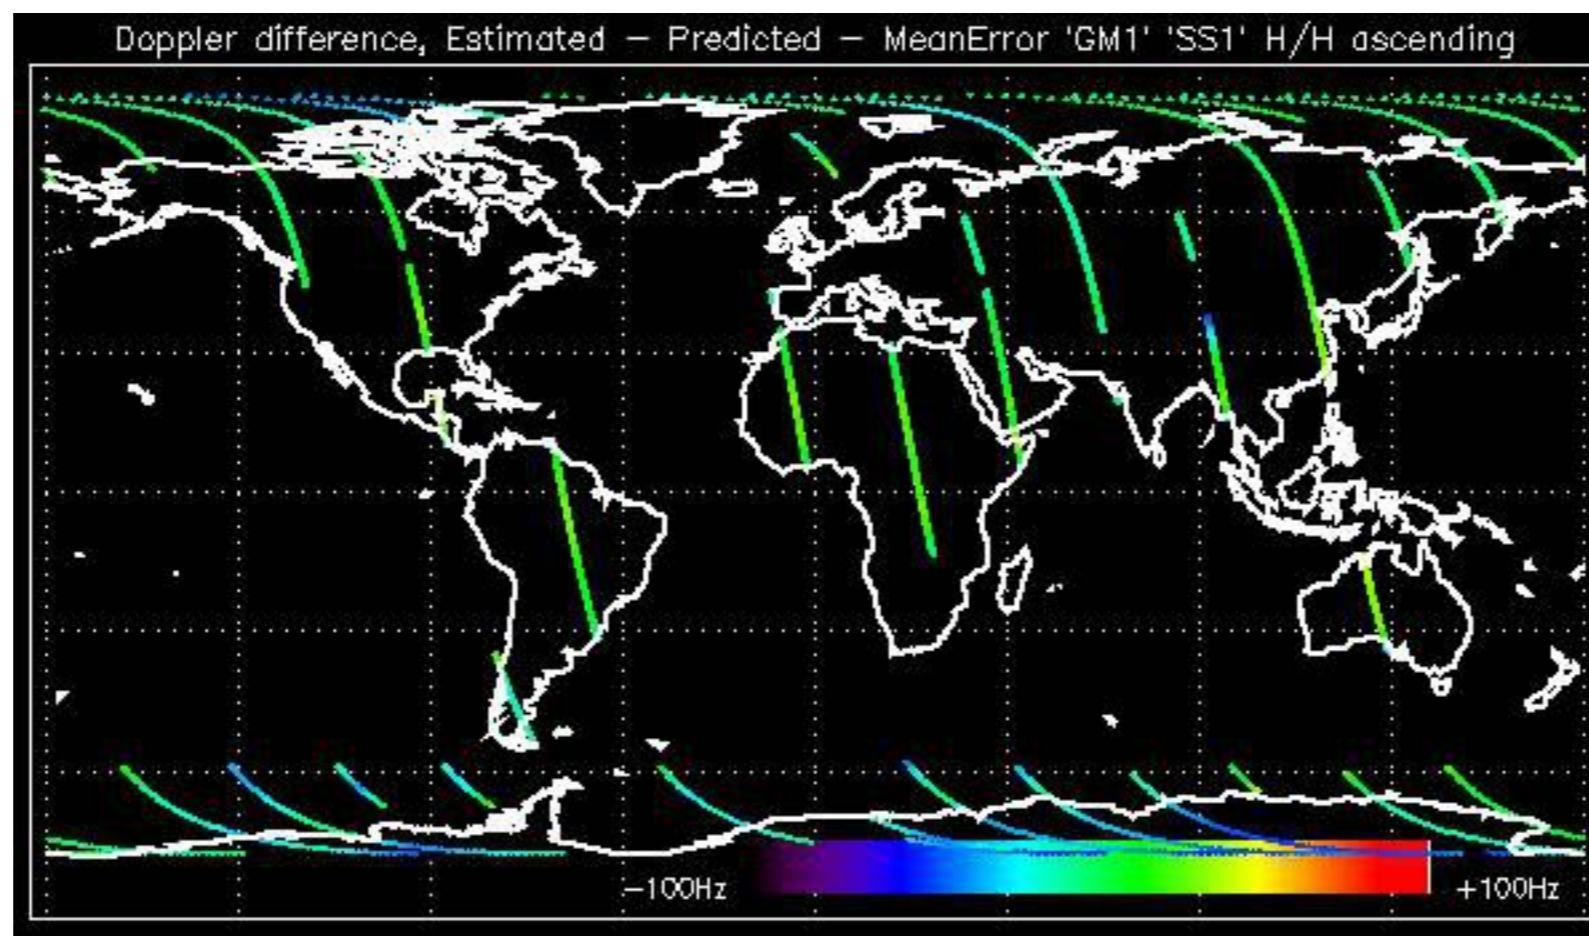 Doppler difference, Estimated – Predicted – MeanError 'GM1' 'SS1' H/H ascending
-100Hz
+100Hz